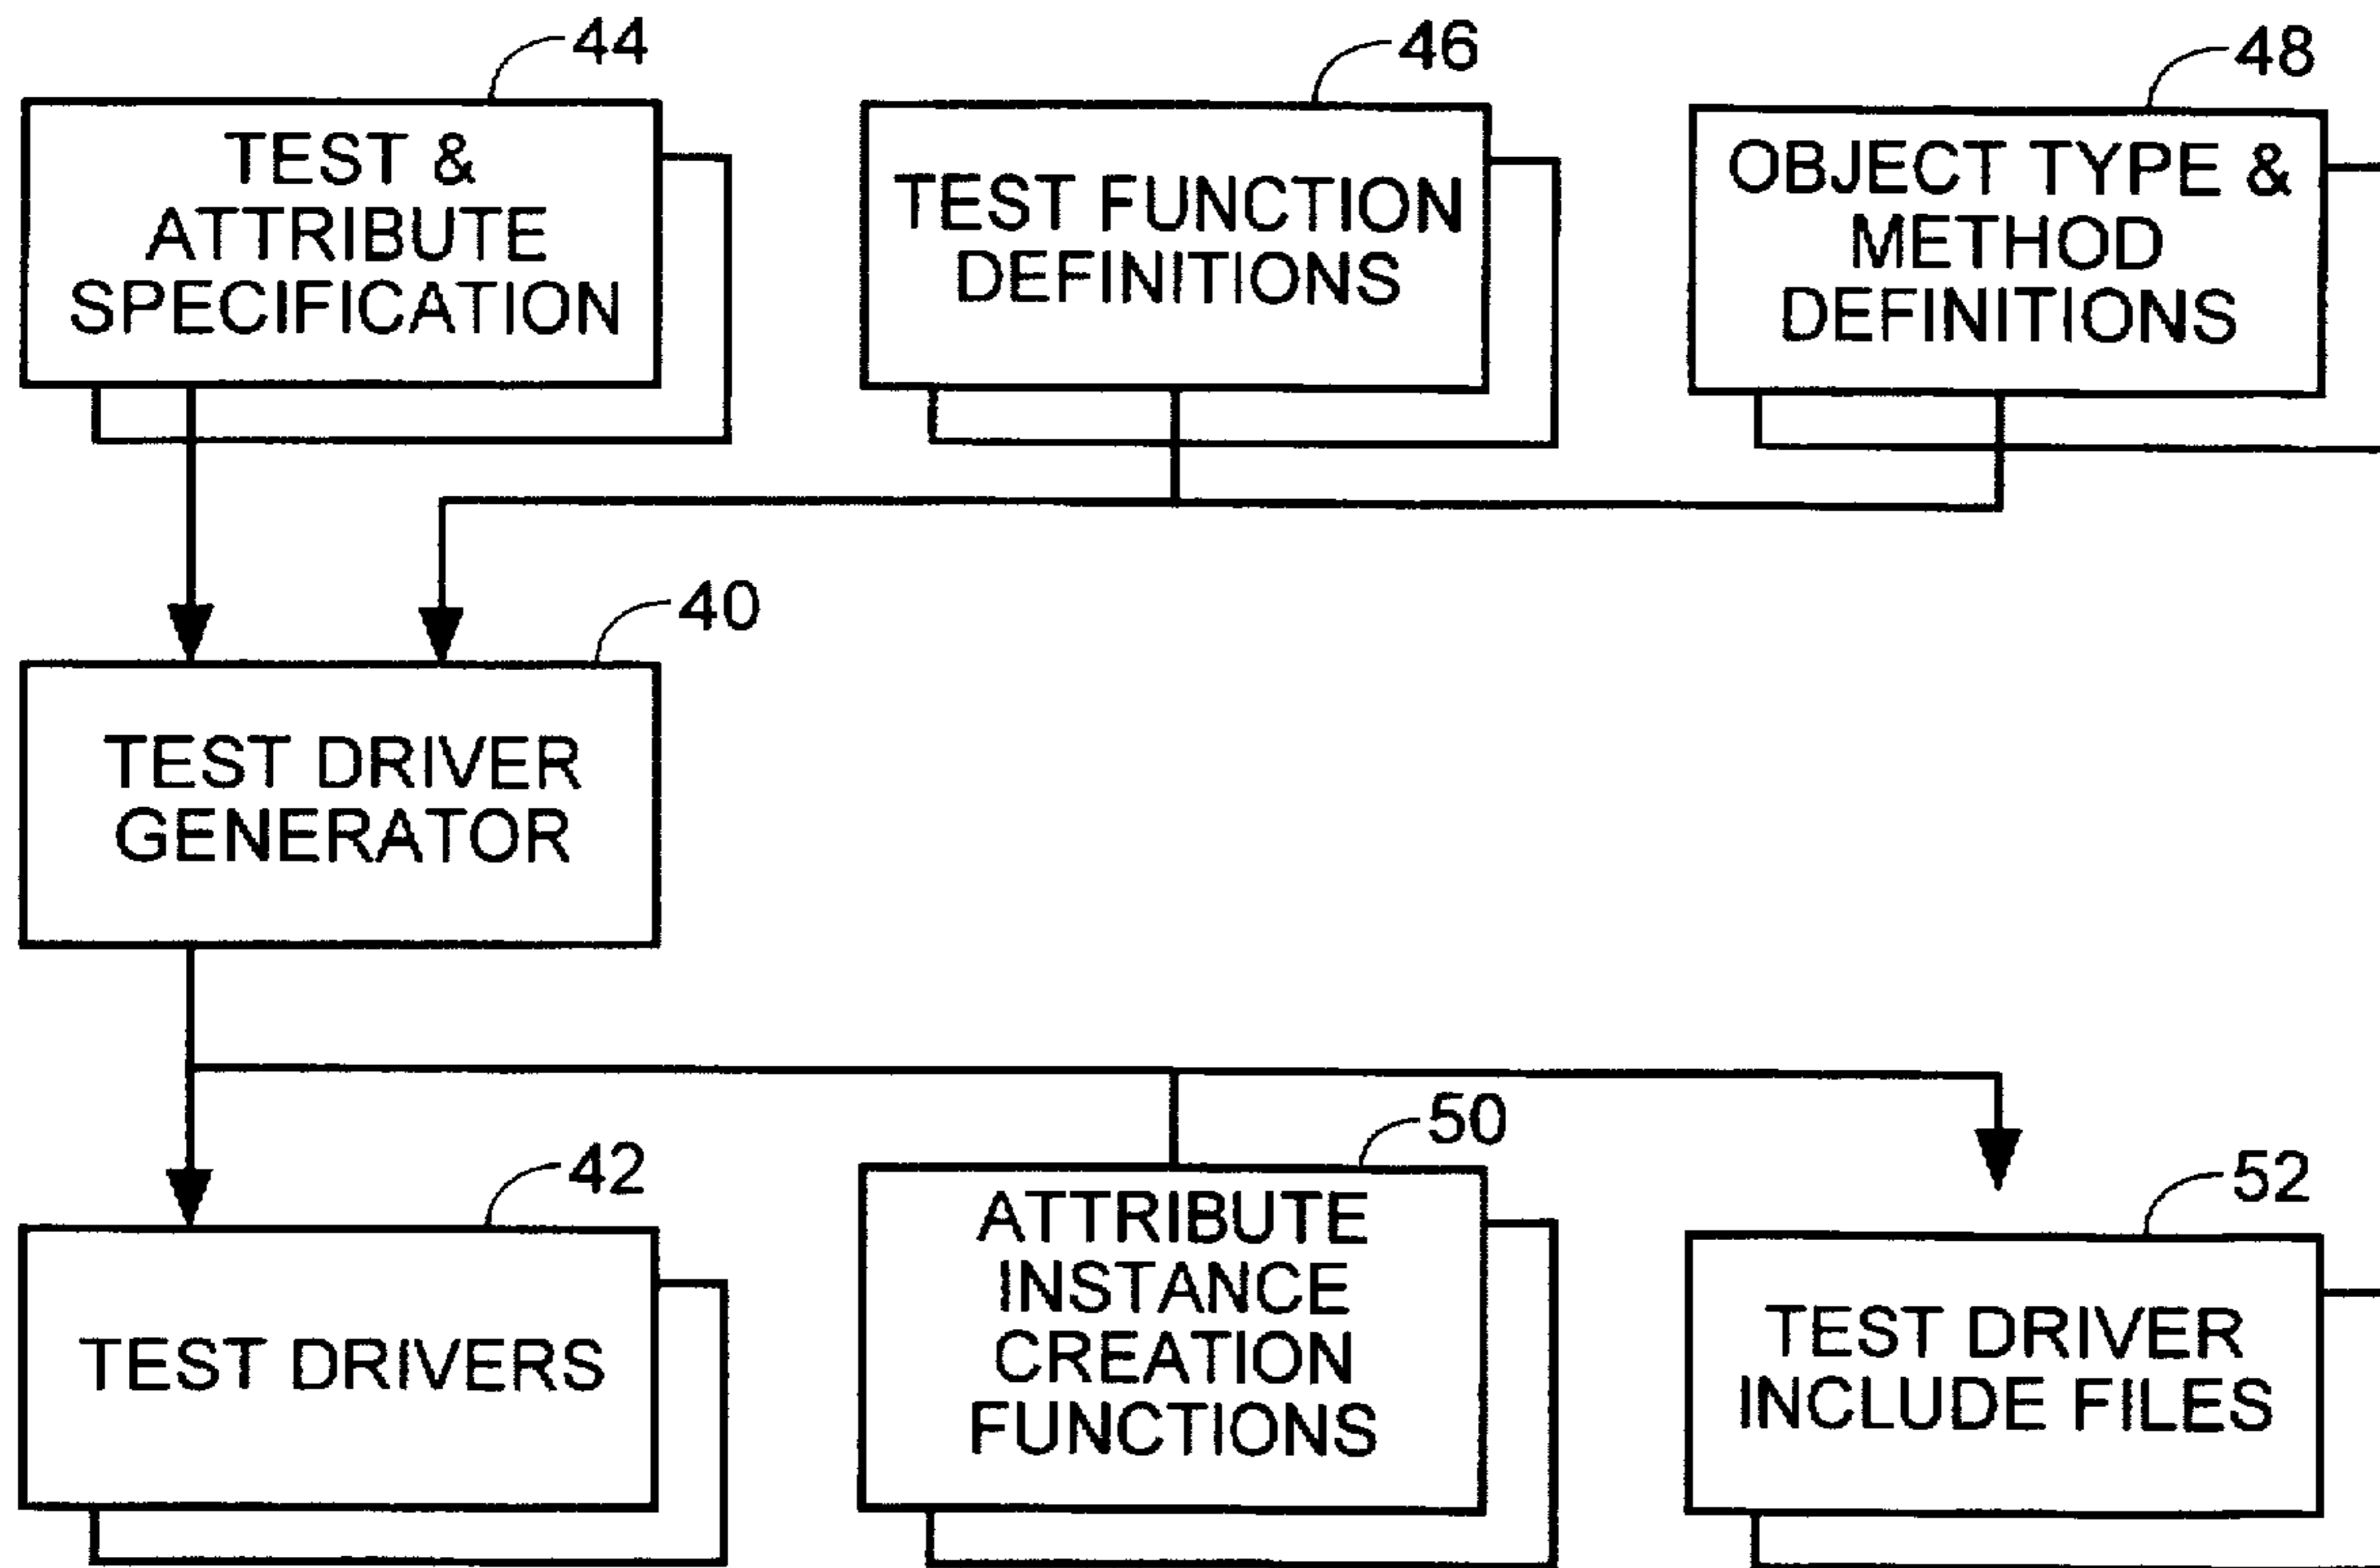 44
TEST &
ATTRIBUTE
SPECIFICATION
46
TEST FUNCTION
DEFINITIONS
48
OBJECT TYPE &
METHOD
DEFINITIONS
40
TEST DRIVER
GENERATOR
42
TEST DRIVERS
50
ATTRIBUTE
INSTANCE
CREATION
FUNCTIONS
52
TEST DRIVER
INCLUDE FILES